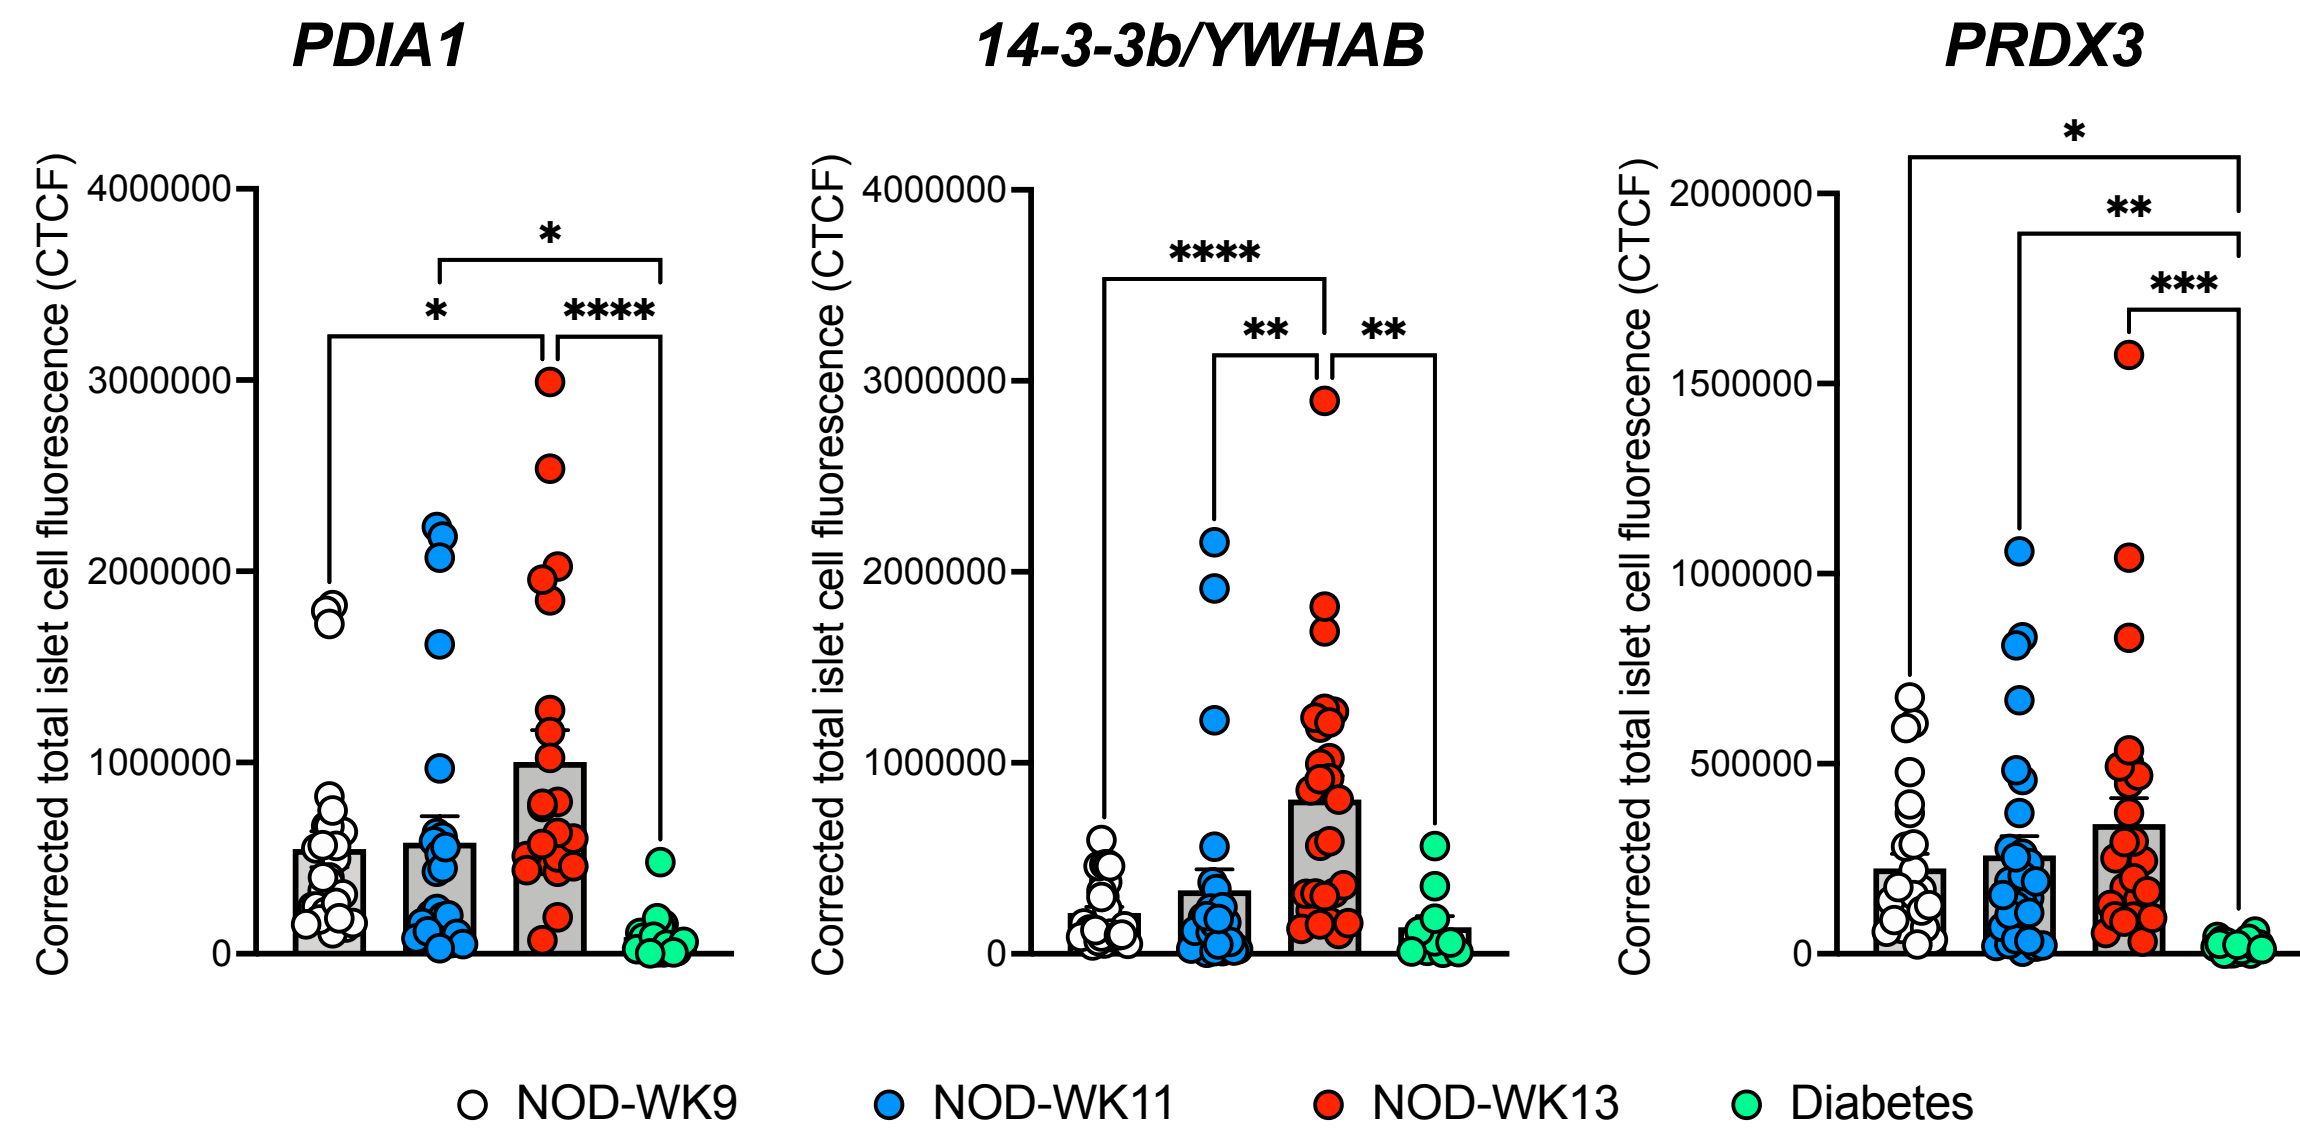 PDIA1
14-3-3b/YWHAB
PRDX3
Corrected total islet cell fluorescence (CTCF)
4000000
3000000
2000000
1000000
0
*
*
****
Corrected total islet cell fluorescence (CTCF)
4000000
3000000
2000000
1000000
0
****
**
**
Corrected total islet cell fluorescence (CTCF)
2000000
1500000
1000000
500000
0
*
**
***
NOD-WK9
NOD-WK11
NOD-WK13
Diabetes